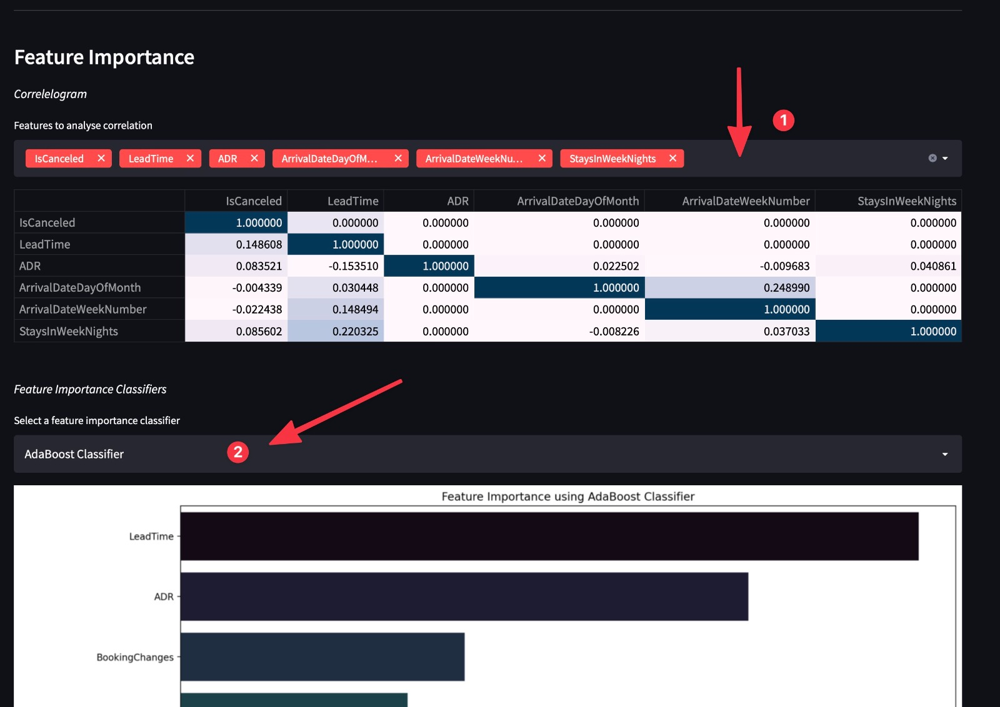 Feature Importance
Correlelogram
Features to analyse correlation
1
IsCanceled LeadTime ADR ArrivalDateDayOfM... ArrivalDateWeekNu... StaysInWeekNights
IsCanceled LeadTime ADR ArrivalDateDayOfMonth ArrivalDateWeekNumber StaysInWeekNights
IsCanceled 1.000000 0.000000 0.000000 0.000000 0.000000 0.000000
LeadTime 0.148608 1.000000 0.000000 0.000000 0.000000 0.000000
ADR 0.083521 -0.153510 1.000000 0.022502 -0.009683 0.040861
ArrivalDateDayOfMonth -0.004339 0.030448 0.000000 1.000000 0.248990 0.000000
ArrivalDateWeekNumber -0.022438 0.148494 0.000000 0.000000 1.000000 0.000000
StaysInWeekNights 0.085602 0.220325 0.000000 -0.008226 0.037033 1.000000
Feature Importance Classifiers
Select a feature importance classifier
AdaBoost Classifier 2
Feature Importance using AdaBoost Classifier
LeadTime
ADR
BookingChanges